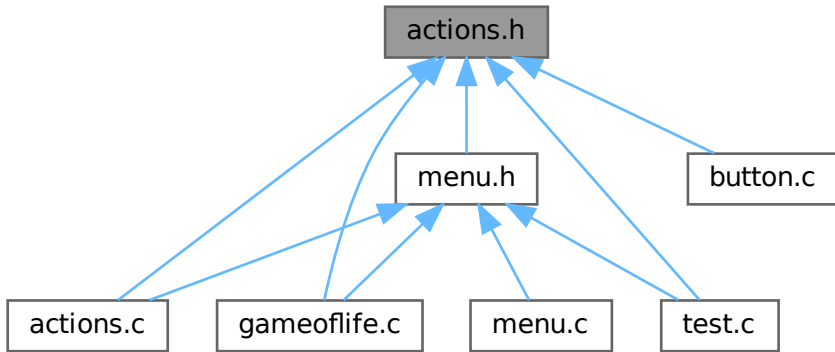 actions.h
menu.h
button.c
actions.c
gameoflife.c
menu.c
test.c